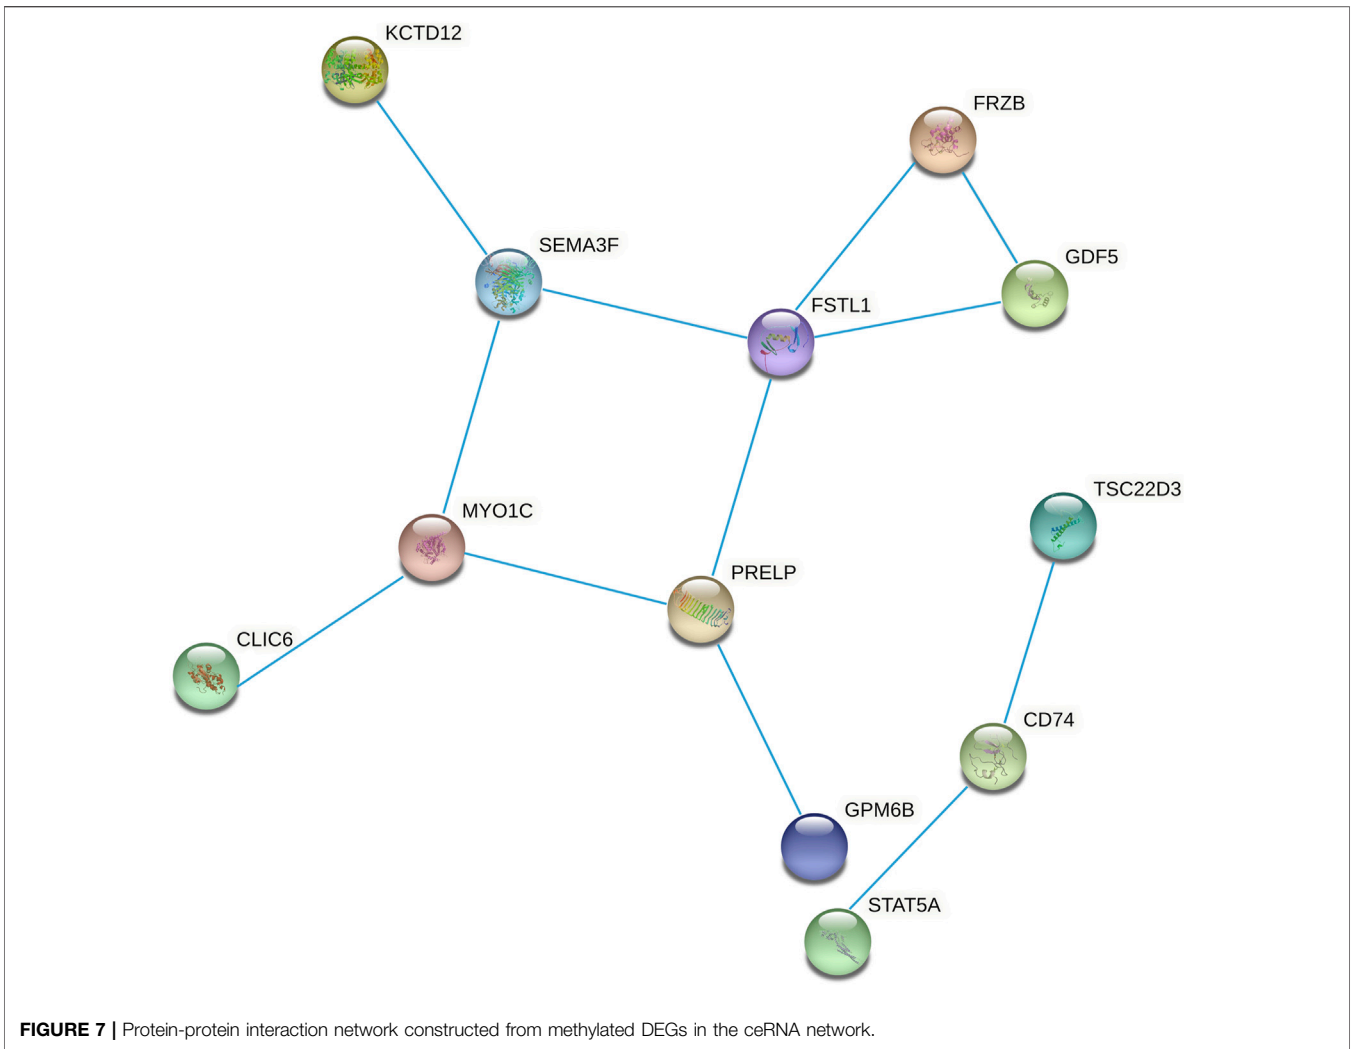 KCTD12
FRZB
SEMA3F
GDF5
FSTL1
TSC22D3
MYO1C
PRELP
CLIC6
CD74
GPM6B
STAT5A
FIGURE 7 | Protein-protein interaction network constructed from methylated DEGs in the ceRNA network.